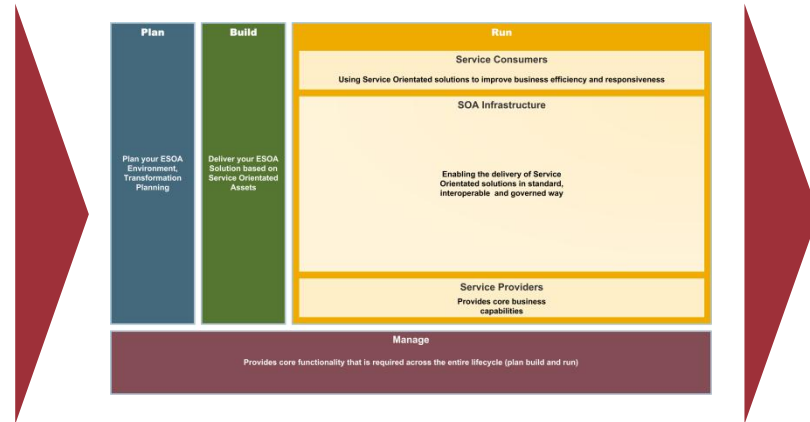 Plan
Build
Run
Service Consumers
Using Service Orientated solutions to improve business efficiency and responsiveness
SOA Infrastructure
Plan your ESOA
Environment,
Transformation
Planning
Deliver your ESOA
Solution based on
Service Orientated
Assets
Enabling the delivery of Service
Orientated solutions in standard,
interoperable and governed way
Service Providers
Provides core business
capabilities
Manage
Provides core functionality that is required across the entire lifecycle (plan build and run)